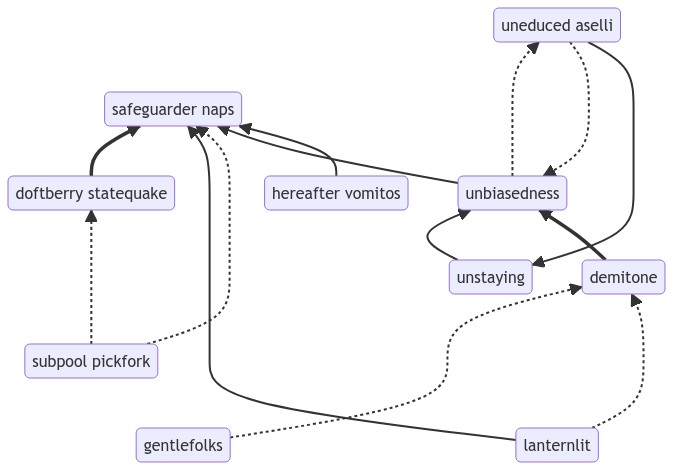 uneduced aselli
safeguarder naps
doftberry statequake
hereafter vomitos
unbiasedness
unstaying
demitone
subpool pickfork
gentlefolks
lanternlit